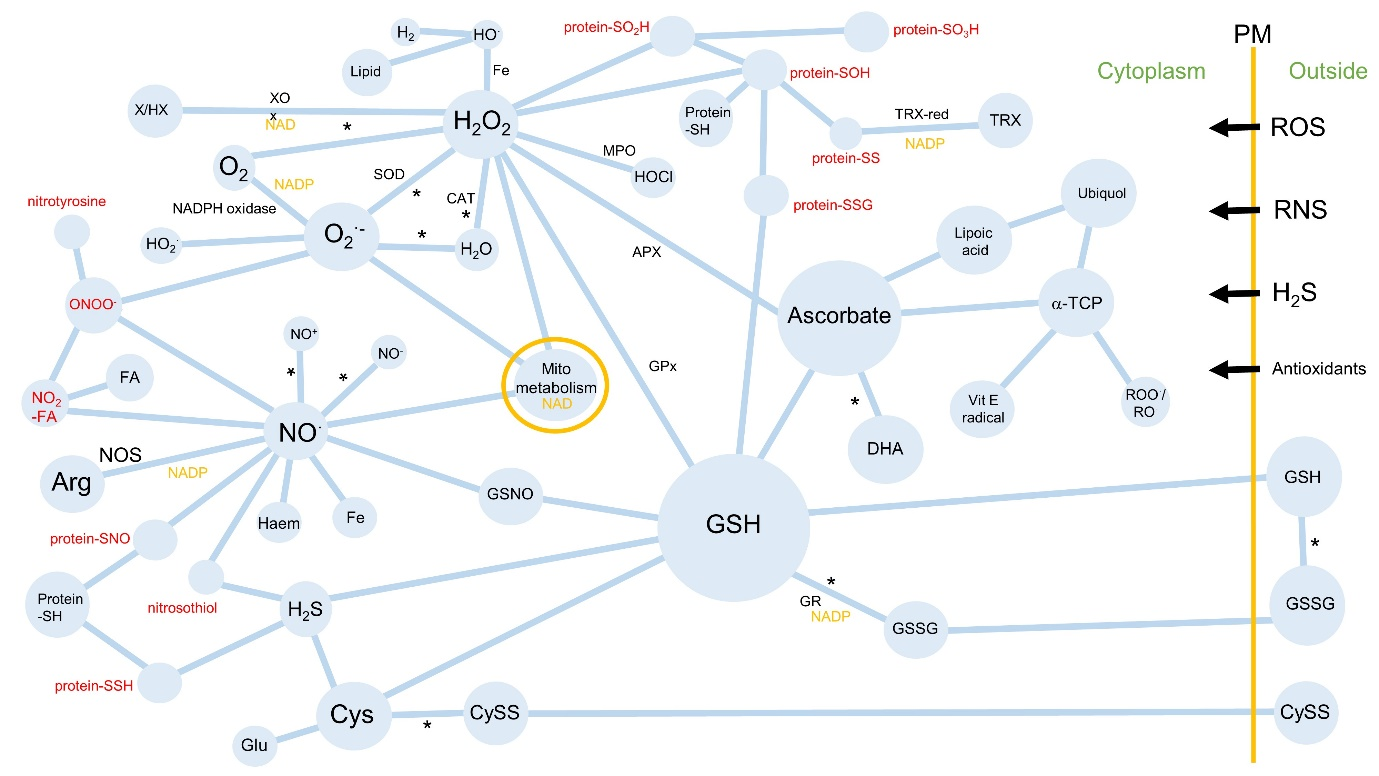 H₂
HO˙
Lipid
Fe
protein-SO₂H
protein-SO₃H
PM
Cytoplasm
Outside
protein-SOH
X/HX
XO
x
NAD
*
H₂O₂
Protein
-SH
TRX-red
TRX
NADP
protein-SS
ROS
O₂
NADP
SOD
*
MPO
HOCl
CAT
*
nitrotyrosine
NADPH oxidase
protein-SSG
Ubiquol
RNS
HO₂˙
O₂˙⁻
*
H₂O
APX
Lipoic
acid
ONOO⁻
Ascorbate
α-TCP
H₂S
NO⁺
NO⁻
*
*
GPx
Mito
metabolism
NAD
Antioxidants
FA
NO₂
-FA
NO˙
*
DHA
Vit E
radical
ROO˙/
RO
NOS
Arg
NADP
GSNO
GSH
GSH
Haem
Fe
protein-SNO
*
*
GR
NADP
GSSG
GSSG
Protein
-SH
nitrosothiol
H₂S
protein-SSH
Cys
*
CySS
CySS
Glu